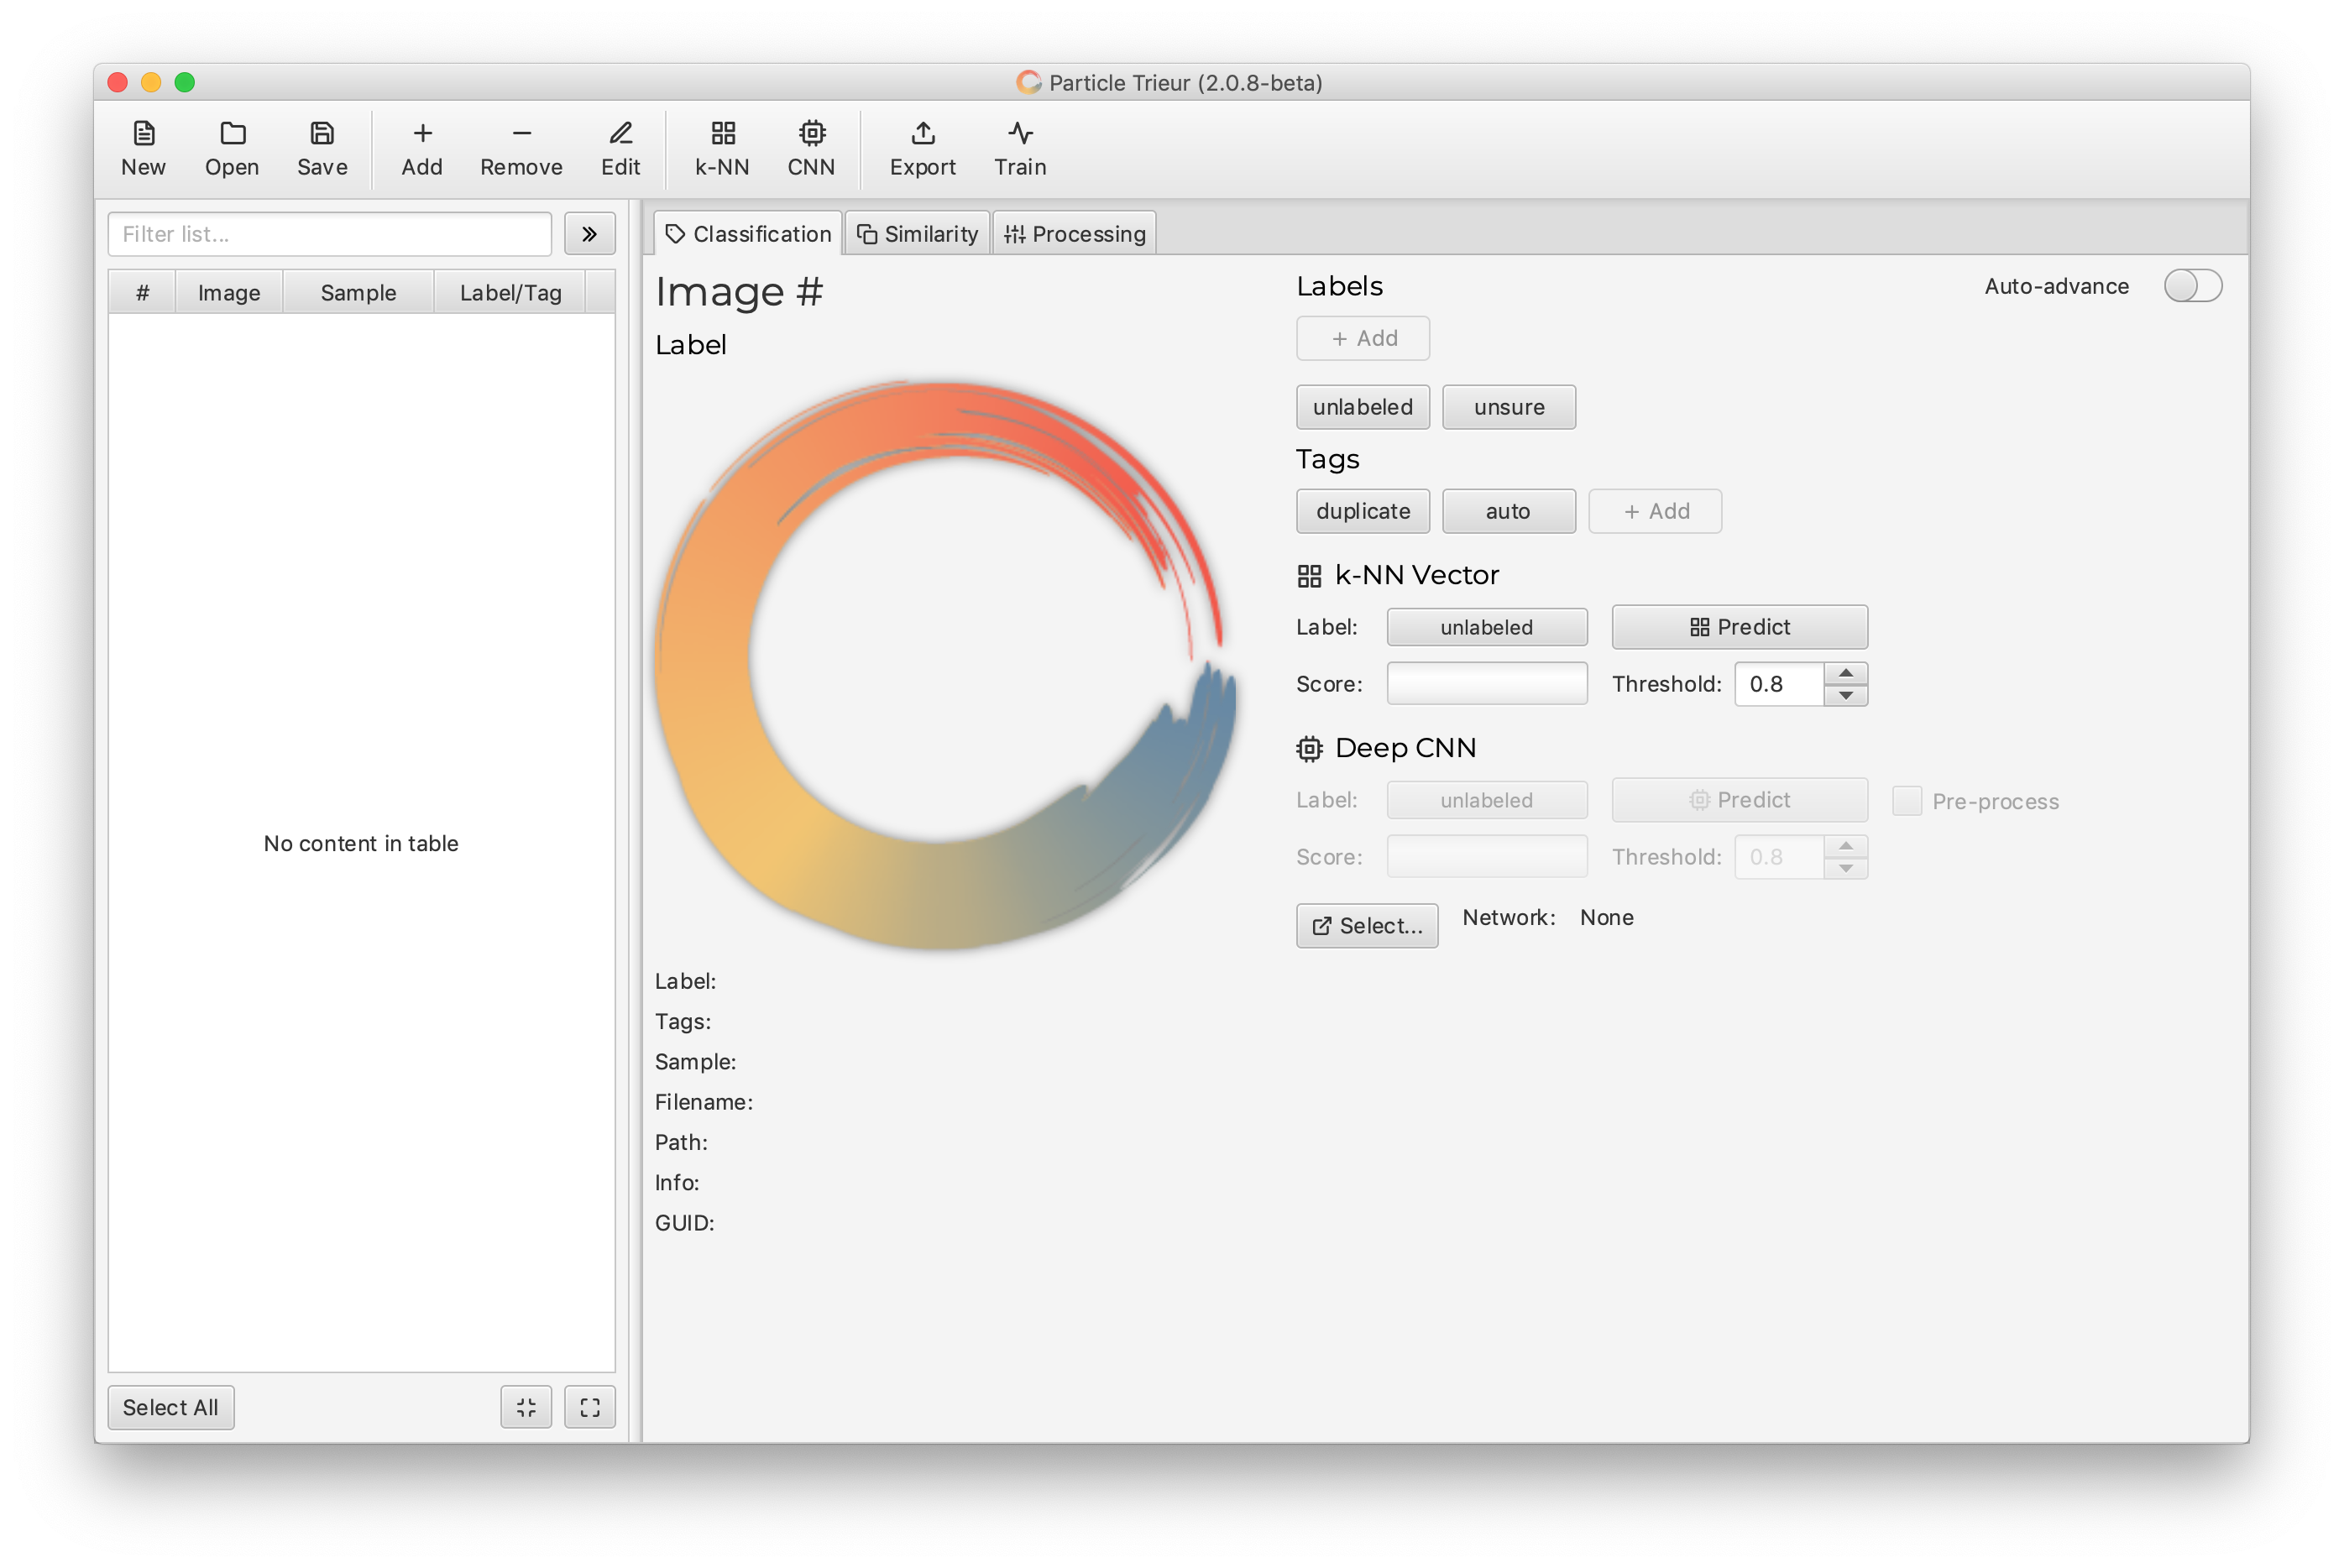 Particle Trieur (2.0.8-beta)
New Open Save Add Remove Edit k-NN CNN Export Train
Filter list...
# Image Sample Label/Tag
No content in table
Select All
Classification Similarity Processing
Image #
Label
Label:
Tags:
Sample:
Filename:
Path:
Info:
GUID:
Labels
Auto-advance
+ Add
unlabeled unsure
Tags
duplicate auto + Add
k-NN Vector
Label: unlabeled Predict
Score: Threshold: 0.8
Deep CNN
Label: unlabeled Predict Pre-process
Score: Threshold: 0.8
Select... Network: None